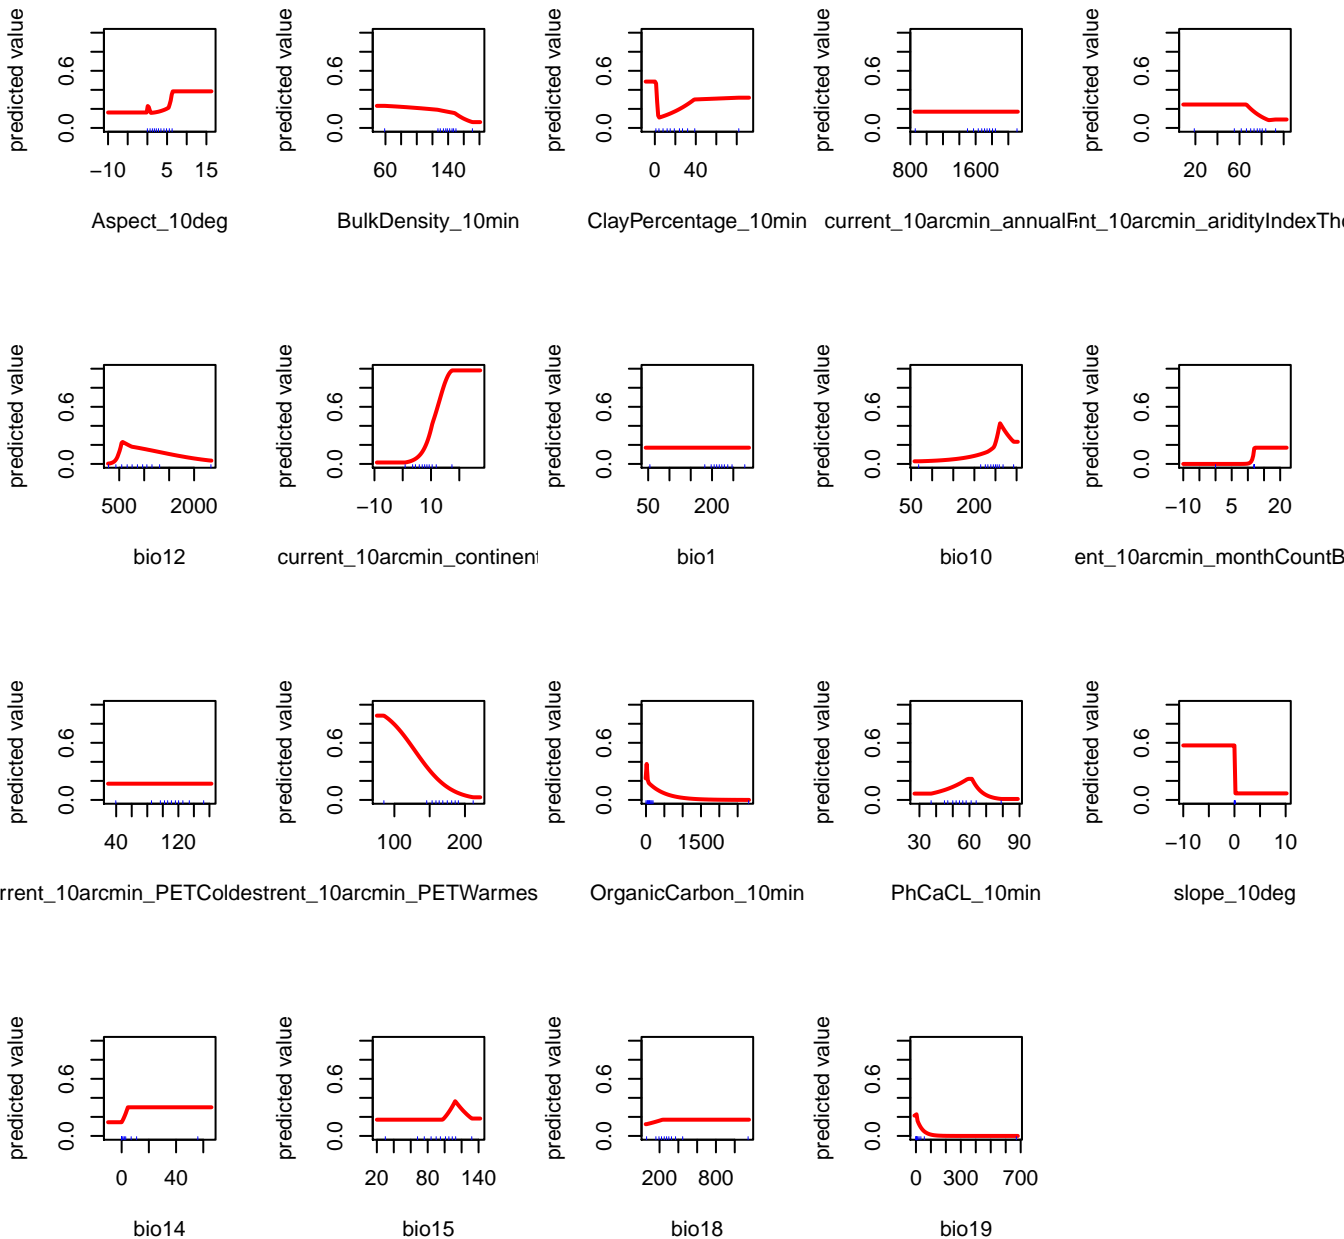 predicted value predicted value predicted value predicted value predicted value
0.6 0.6 0.6 0.6 0.6
0.0 0.0 0.0 0.0 0.0
−10 5 15 60 140 0 40 800 1600 20 60
Aspect_10deg BulkDensity_10min ClayPercentage_10min current_10arcmin_annualP nt_10arcmin_aridityIndexTho
predicted value predicted value predicted value predicted value predicted value
0.6 0.6 0.6 0.6 0.6
0.0 0.0 0.0 0.0 0.0
500 2000 −10 10 50 200 50 200 −10 5 20
bio12 current_10arcmin_continent bio1 bio10 ent_10arcmin_monthCountB
predicted value predicted value predicted value predicted value predicted value
0.6 0.6 0.6 0.6 0.6
0.0 0.0 0.0 0.0 0.0
40 120 100 200 0 1500 30 60 90 −10 0 10
rrent_10arcmin_PETColdest rent_10arcmin_PETWarmes OrganicCarbon_10min PhCaCL_10min slope_10deg
predicted value predicted value predicted value predicted value
0.6 0.6 0.6 0.6
0.0 0.0 0.0 0.0
0 40 20 80 140 200 800 0 300 700
bio14 bio15 bio18 bio19